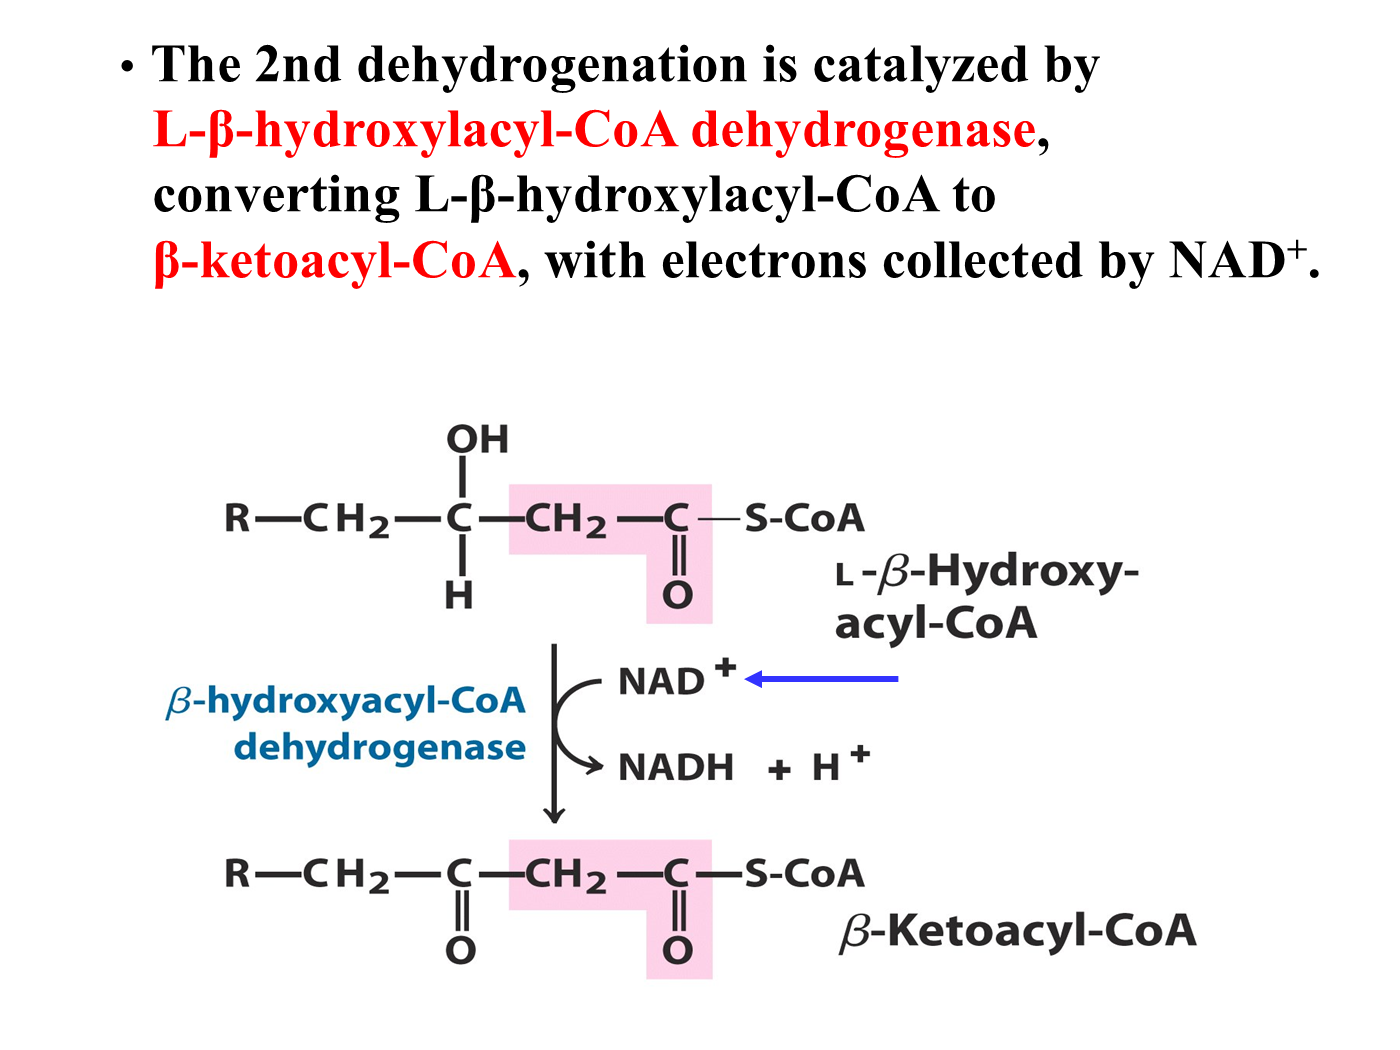 • The 2nd dehydrogenation is catalyzed by
L-β-hydroxylacyl-CoA dehydrogenase,
converting L-β-hydroxylacyl-CoA to
β-ketoacyl-CoA, with electrons collected by NAD⁺.
OH
R—CH₂—C—CH₂—C—S-CoA
H
O
L-β-Hydroxy-
acyl-CoA
NAD⁺
β-hydroxyacyl-CoA
dehydrogenase
NADH + H⁺
R—CH₂—C—CH₂—C—S-CoA
O
O
β-Ketoacyl-CoA